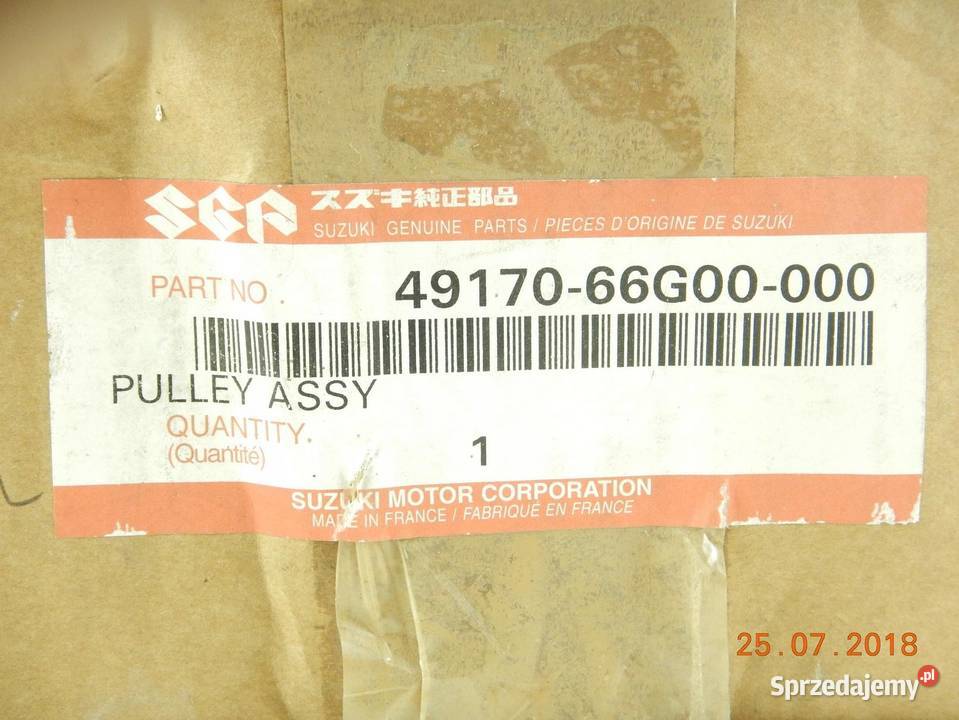 SGP スズキ純正部品
SUZUKI GENUINE PARTS / PIECES D'ORIGINE DE SUZUKI
PART NO. 49170-66G00-000
PULLEY ASSY
QUANTITY.
(Quantité) 1
SUZUKI MOTOR CORPORATION
MADE IN FRANCE / FABRIQUÉ EN FRANCE
25.07.2018
Sprzedajemy.pl